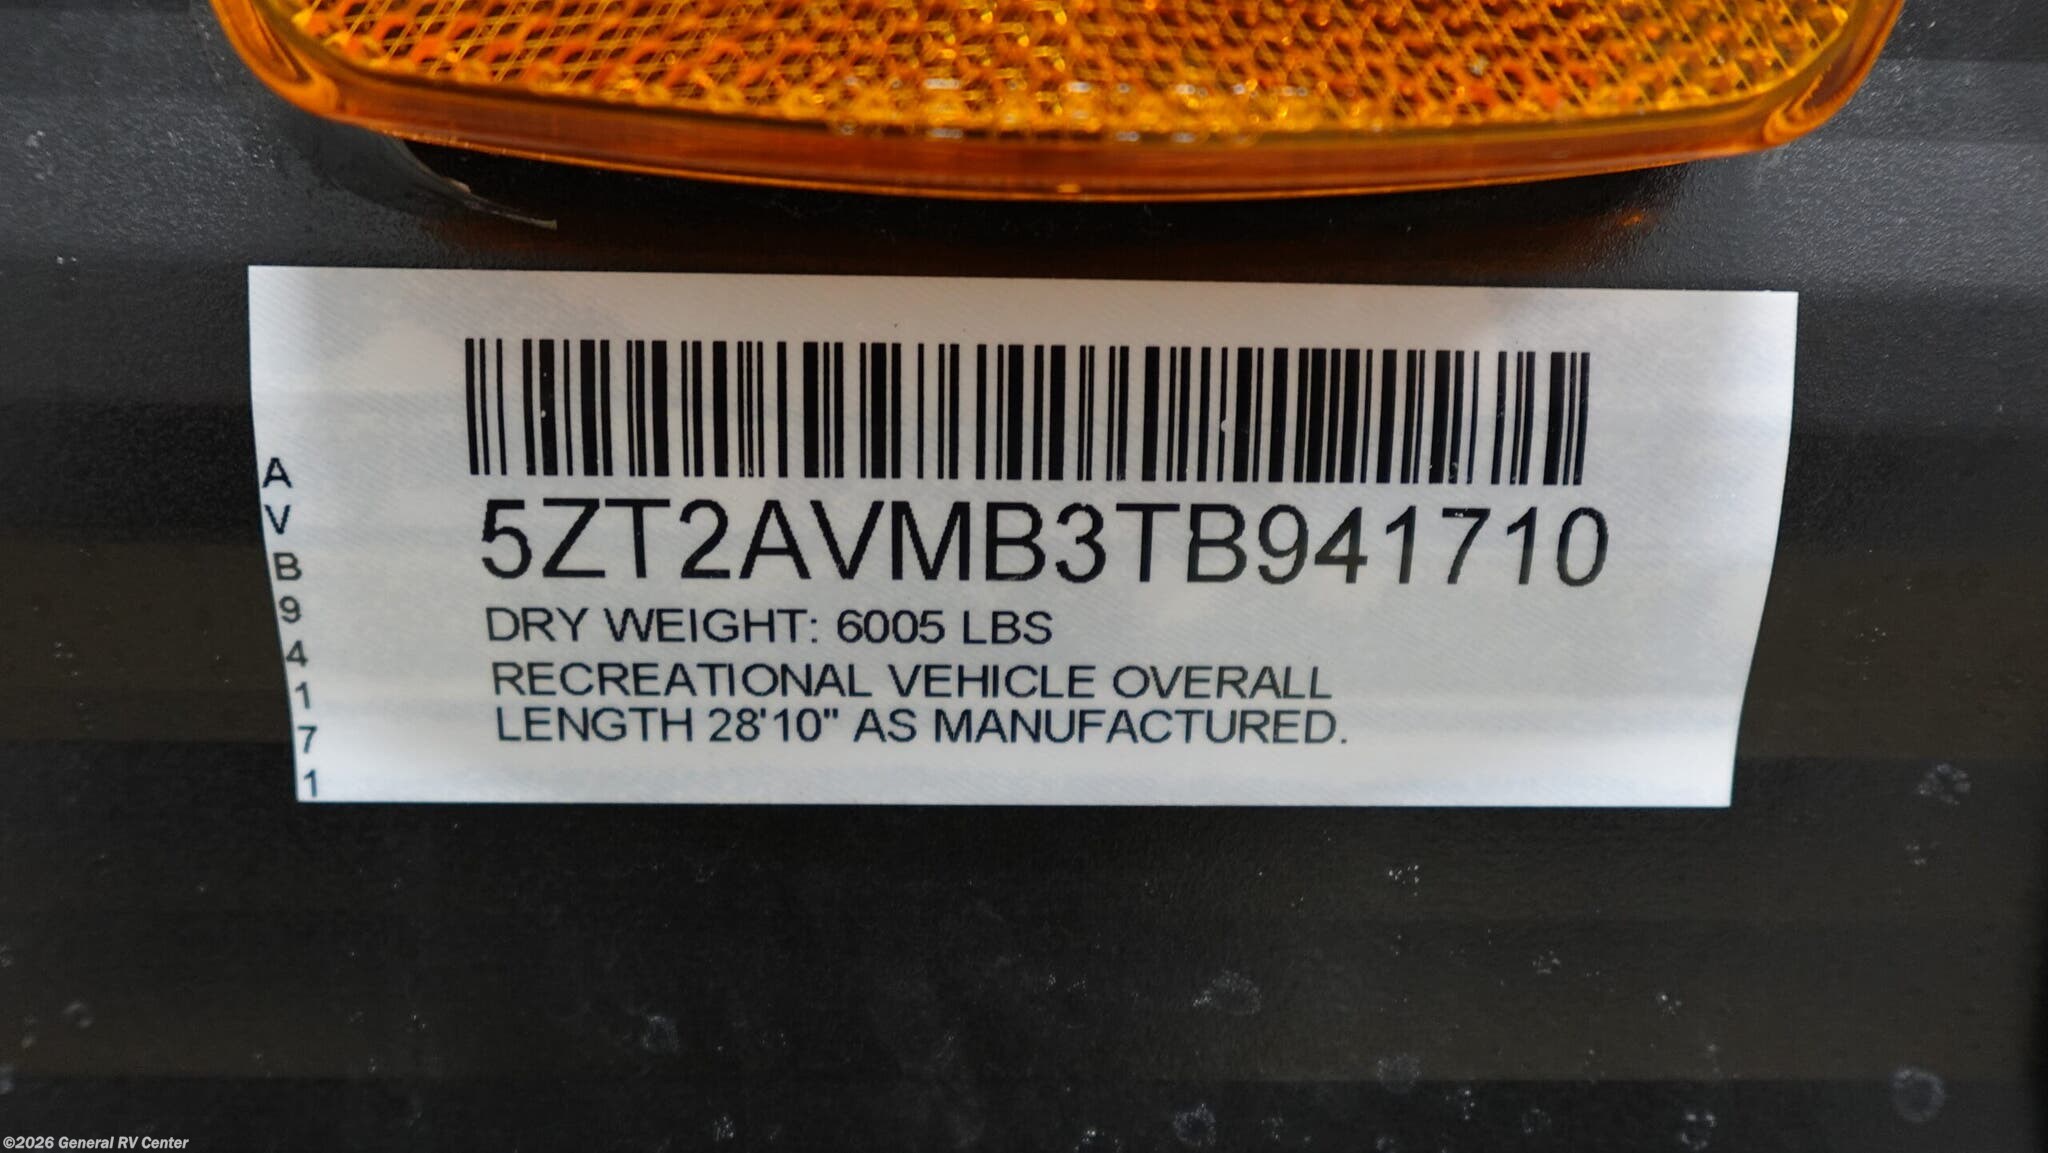 5ZT2AVMB3TB941710
DRY WEIGHT: 6005 LBS
RECREATIONAL VEHICLE OVERALL
LENGTH 28'10" AS MANUFACTURED.
A
V
B
9
4
1
7
1
©2026 General RV Center